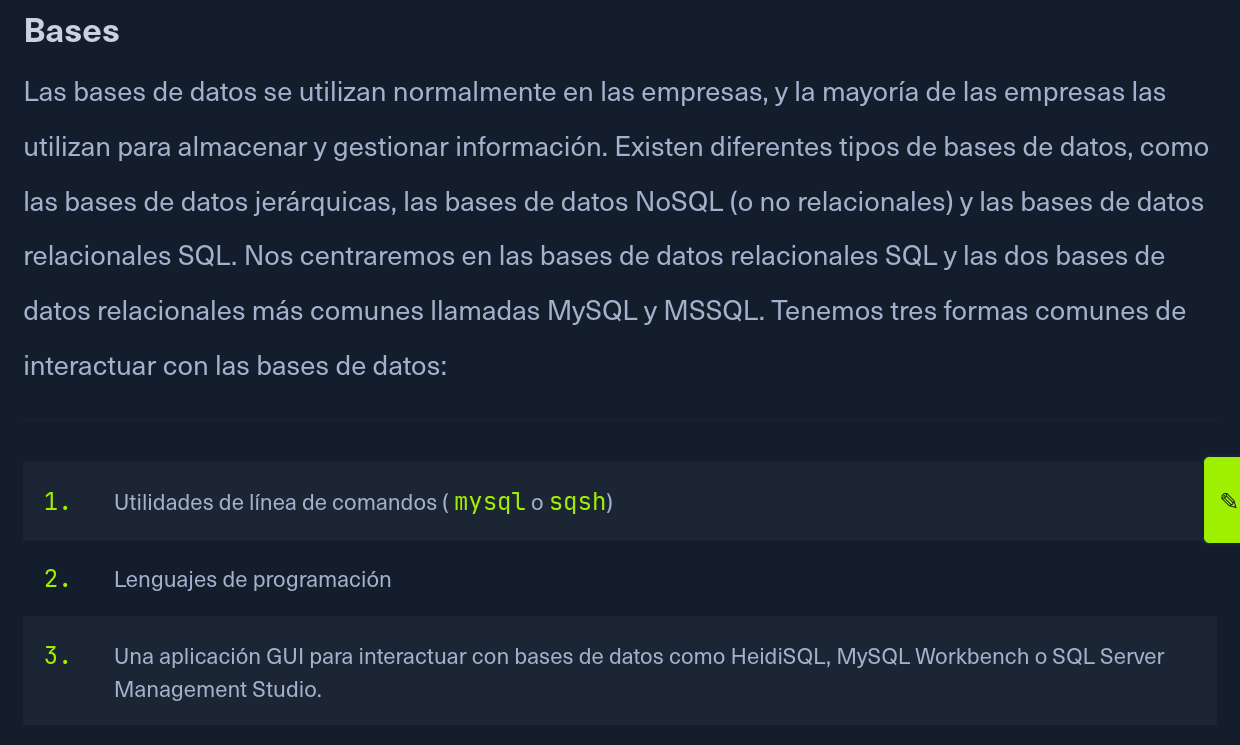 Bases
Las bases de datos se utilizan normalmente en las empresas, y la mayoría de las empresas las
utilizan para almacenar y gestionar información. Existen diferentes tipos de bases de datos, como
las bases de datos jerárquicas, las bases de datos NoSQL (o no relacionales) y las bases de datos
relacionales SQL. Nos centraremos en las bases de datos relacionales SQL y las dos bases de
datos relacionales más comunes llamadas MySQL y MSSQL. Tenemos tres formas comunes de
interactuar con las bases de datos:
1. Utilidades de línea de comandos ( mysql o sqsh)
2. Lenguajes de programación
3. Una aplicación GUI para interactuar con bases de datos como HeidiSQL, MySQL Workbench o SQL Server
Management Studio.